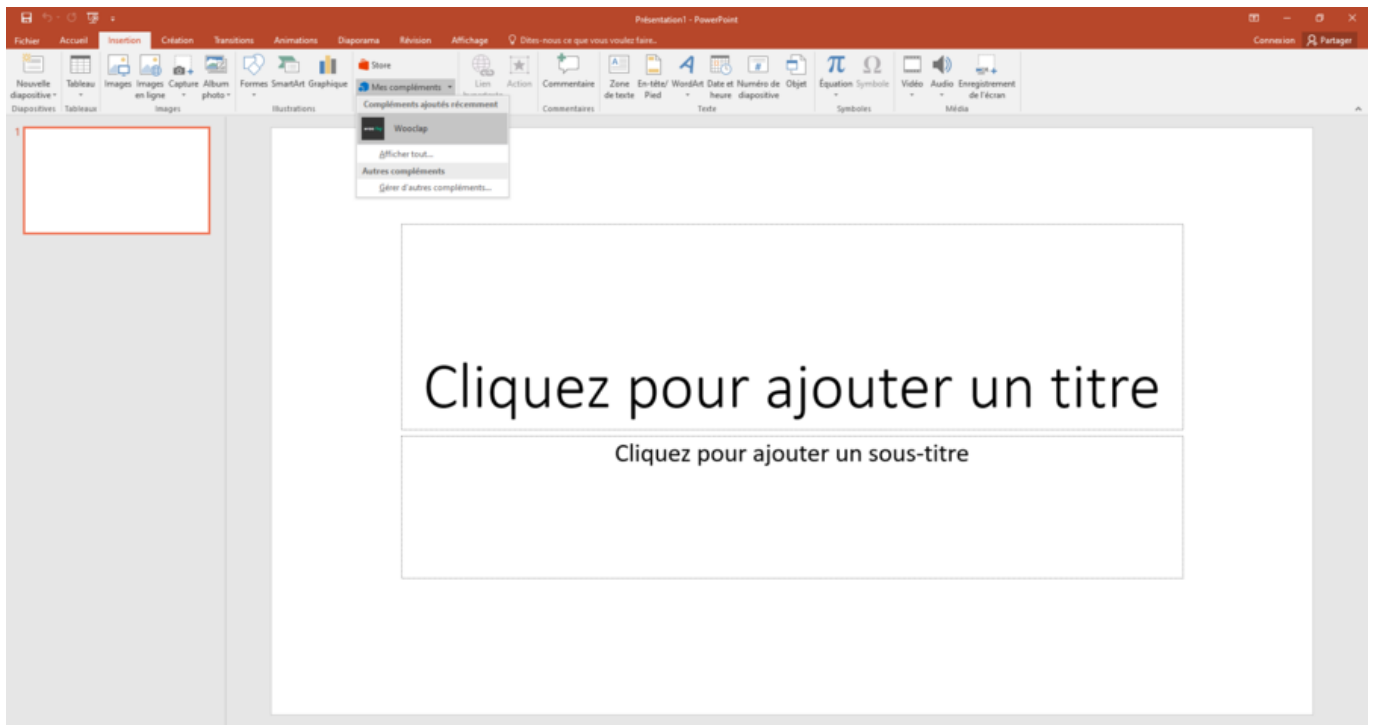 Présentation1 - PowerPoint
Fichier Accueil Insertion Création Transitions Animations Diaporama Révision Affichage Dites-nous ce que vous voulez faire... Connexion Partager
Nouvelle diapositive
Tableau
Images
Images en ligne
Capture
Album photo
Formes
SmartArt
Graphique
Store
Mes compléments
Lien
Action
Commentaire
Zone de texte
En-tête/ Pied
WordArt
Date et heure
Numéro de diapositive
Objet
Équation
Symbole
Vidéo
Audio
Enregistrement de l'écran
Diapositives Tableaux Images Illustrations Commentaires Texte Symboles Média
Compléments ajoutés récemment
Wooclap
Afficher tout...
Autres compléments
Gérer d'autres compléments...
1
Cliquez pour ajouter un titre
Cliquez pour ajouter un sous-titre